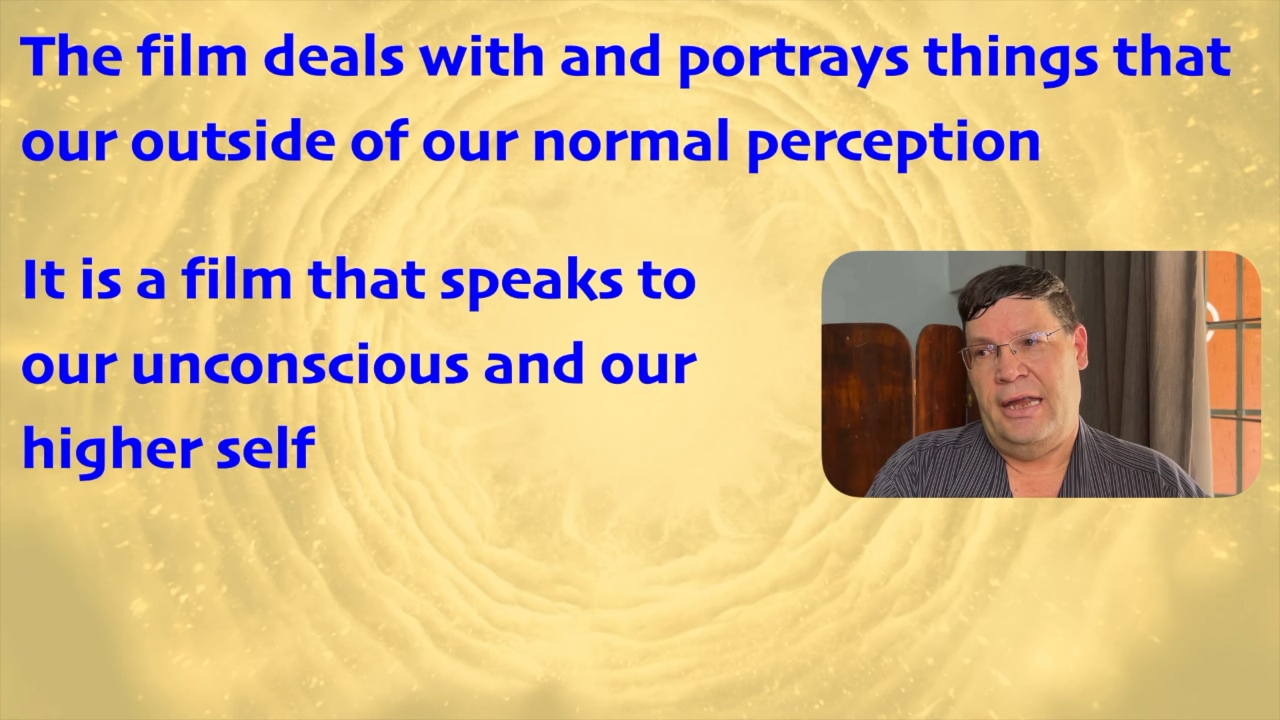 The film deals with and portrays things that
our outside of our normal perception
It is a film that speaks to
our unconscious and our
higher self